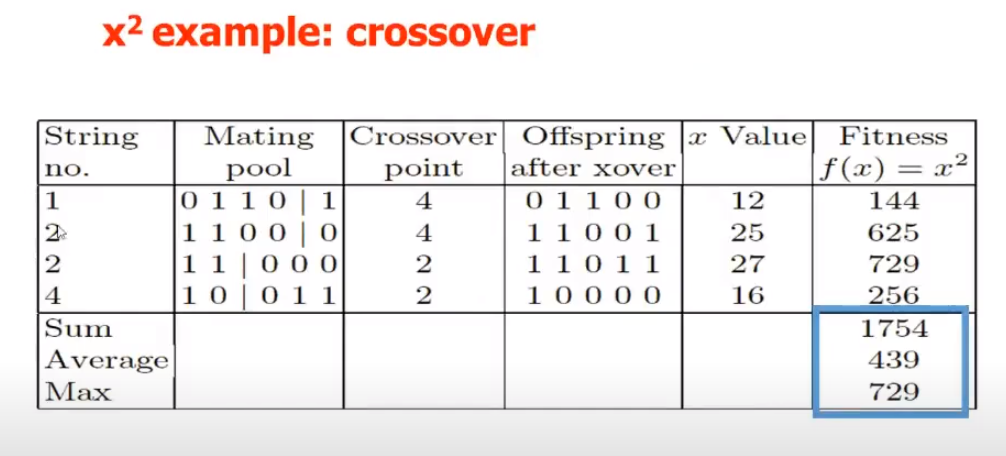 x² example: crossover
String no. | Mating pool | Crossover point | Offspring after xover | x Value | Fitness f(x) = x²
1 | 0 1 1 0 | 1 | 4 | 0 1 1 0 0 | 12 | 144
2 | 1 1 0 0 | 0 | 4 | 1 1 0 0 1 | 25 | 625
2 | 1 1 | 0 0 0 | 2 | 1 1 0 1 1 | 27 | 729
4 | 1 0 | 0 1 1 | 2 | 1 0 0 0 0 | 16 | 256
Sum | 1754
Average | 439
Max | 729